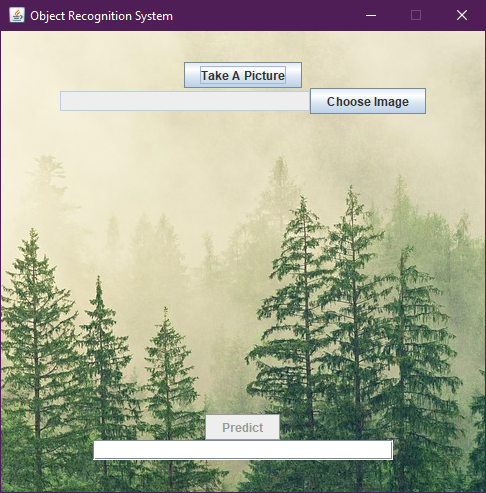 Object Recognition System
Take A Picture
Choose Image
Predict